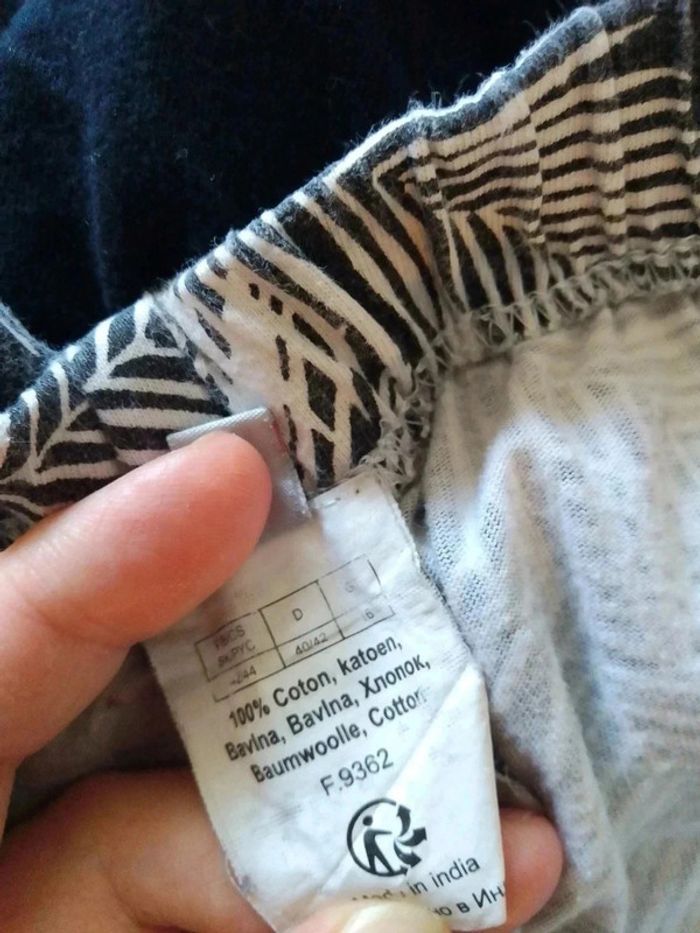 D
40/42
100% Coton, katoen,
Bavlna, Bavlna, Хлопок,
Baumwoolle, Cotton
F.9362
in india
в